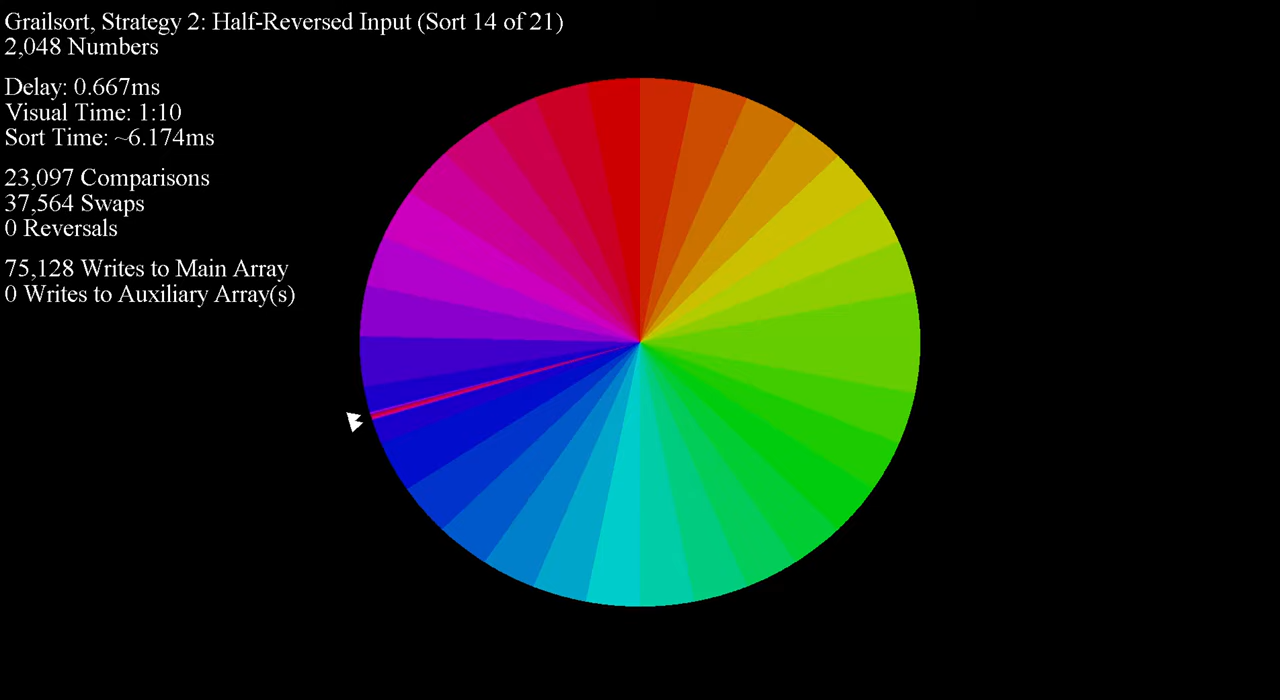 Grailsort, Strategy 2: Half-Reversed Input (Sort 14 of 21)
2,048 Numbers
Delay: 0.667ms
Visual Time: 1:10
Sort Time: ~6.174ms
23,097 Comparisons
37,564 Swaps
0 Reversals
75,128 Writes to Main Array
0 Writes to Auxiliary Array(s)